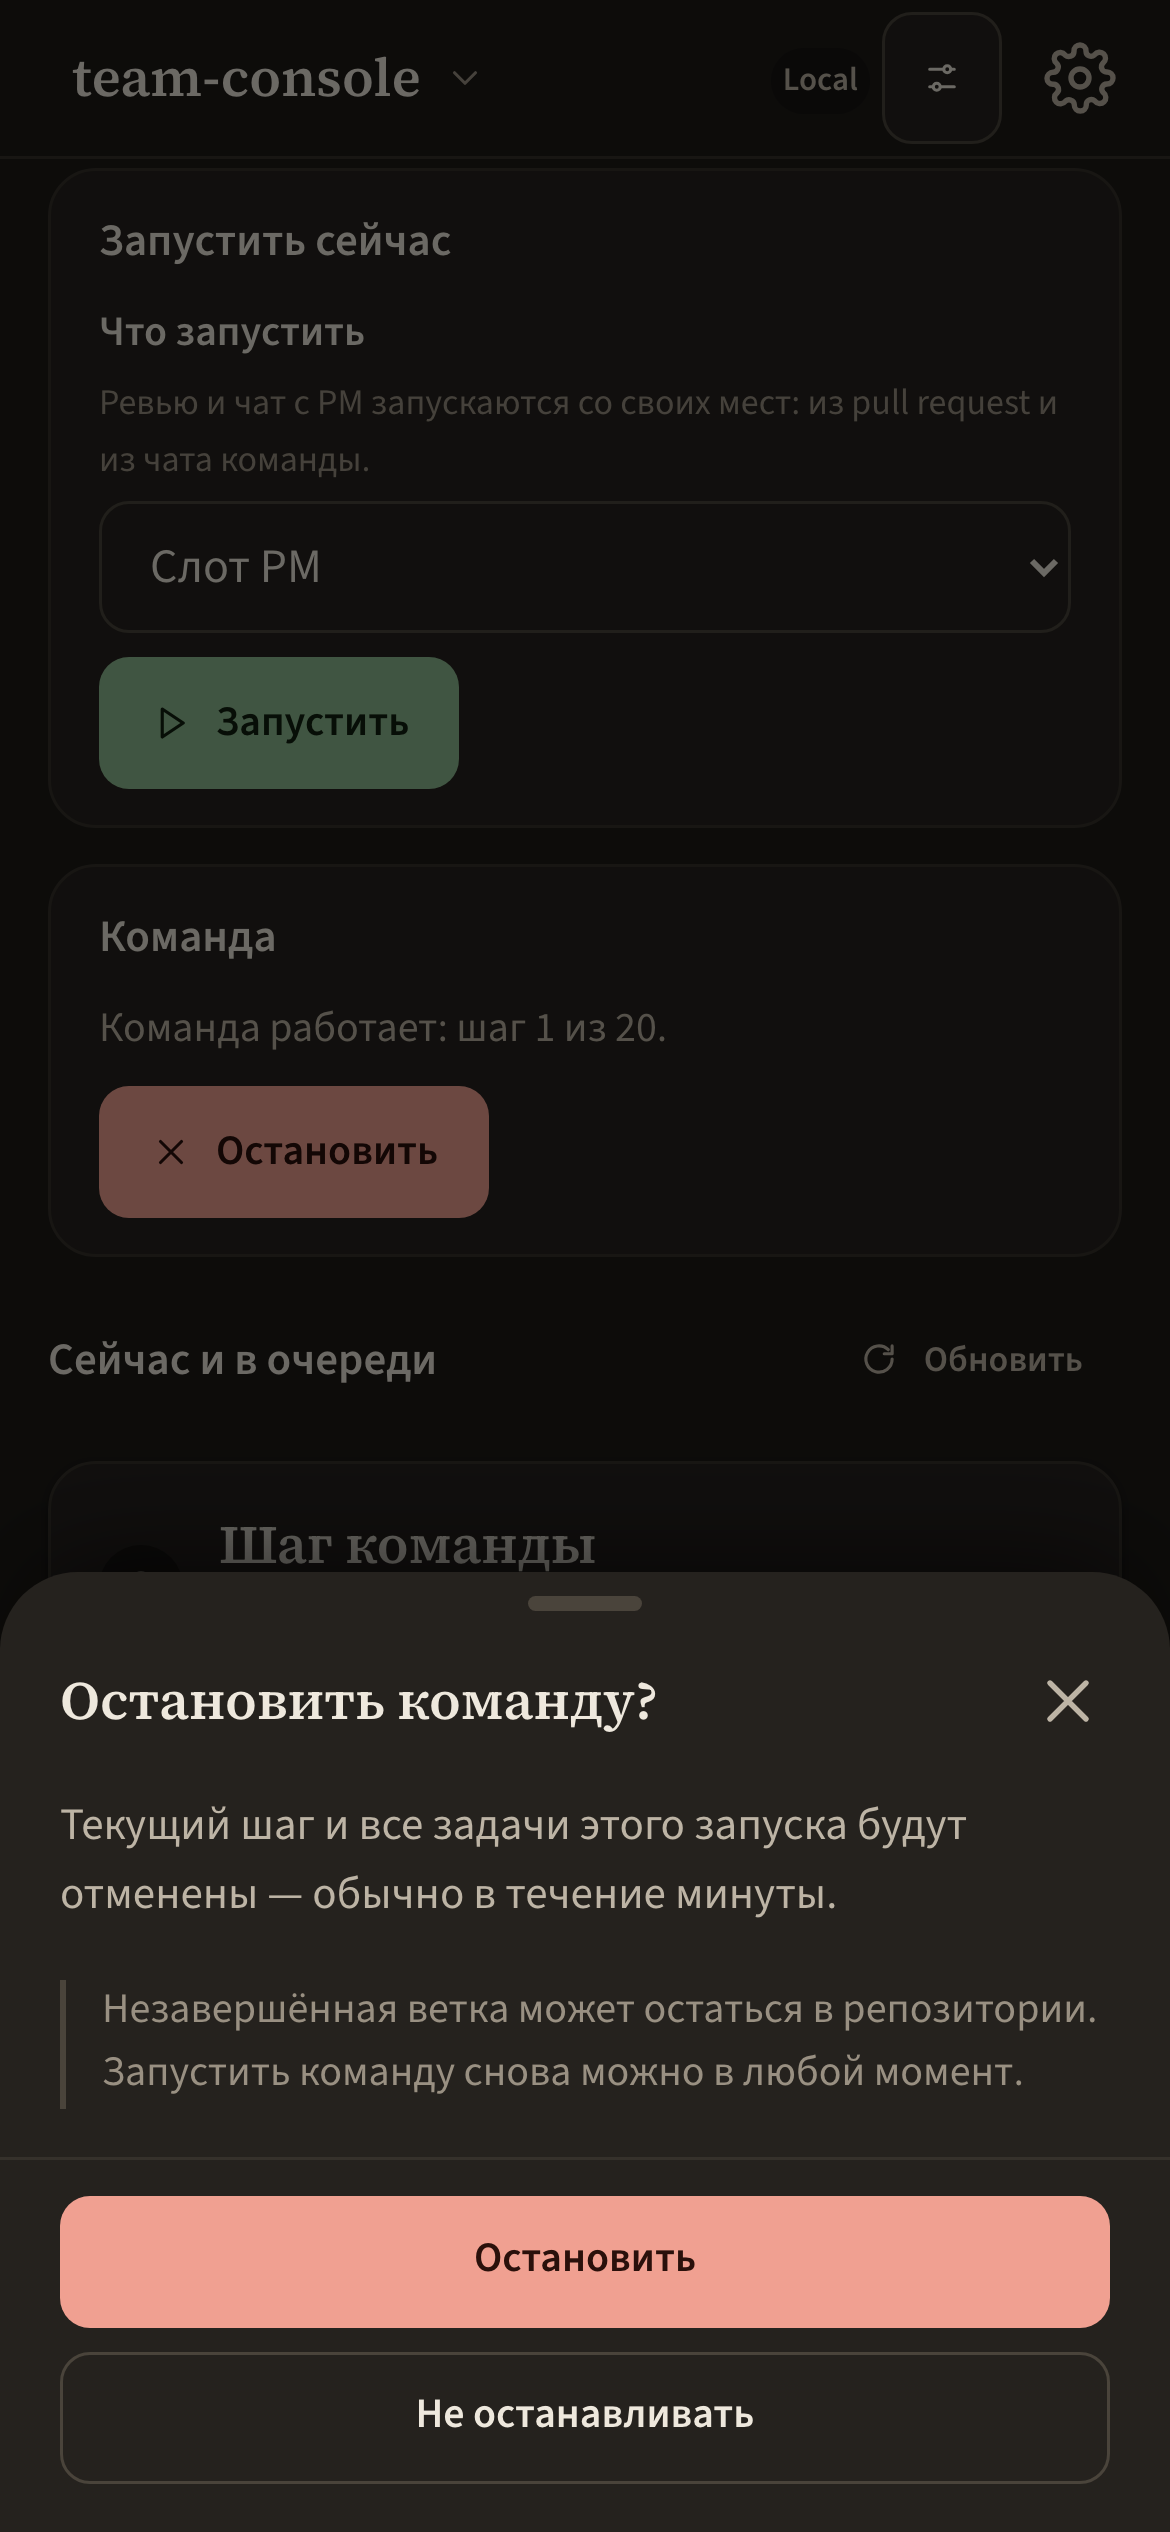 team-console
Local
Запустить сейчас
Что запустить
Ревью и чат с PM запускаются со своих мест: из pull request и
из чата команды.
Слот PM
Запустить
Команда
Команда работает: шаг 1 из 20.
Остановить
Сейчас и в очереди
Обновить
Шаг команды
Остановить команду?
Текущий шаг и все задачи этого запуска будут
отменены — обычно в течение минуты.
Незавершённая ветка может остаться в репозитории.
Запустить команду снова можно в любой момент.
Остановить
Не останавливать